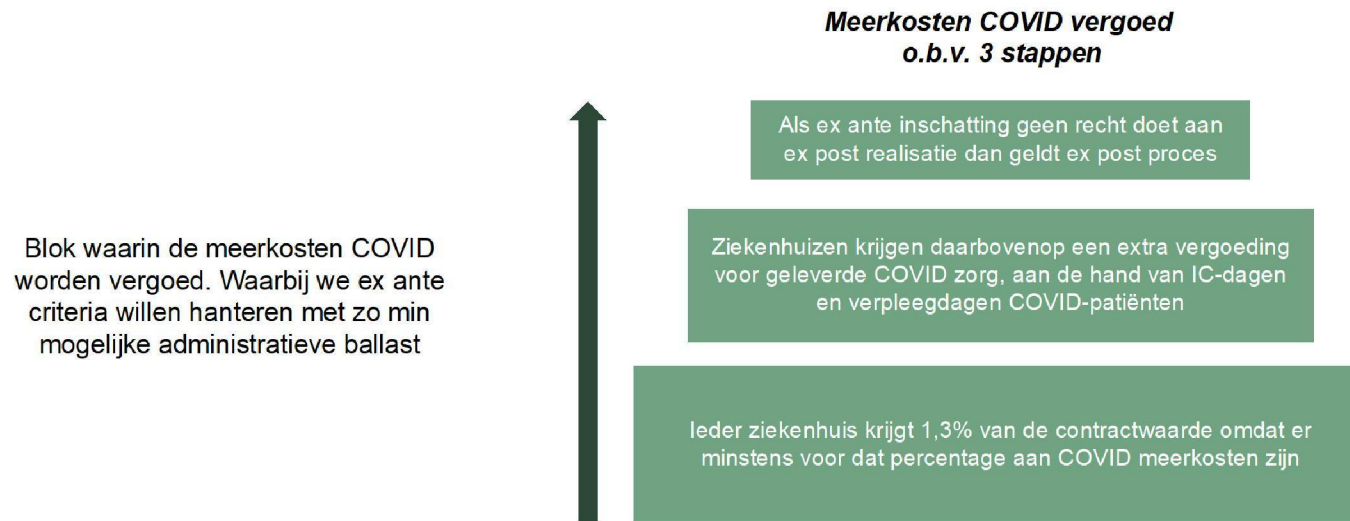 Meerkosten COVID vergoed
o.b.v. 3 stappen
Als ex ante inschatting geen recht doet aan
ex post realisatie dan geldt ex post proces
Blok waarin de meerkosten COVID
worden vergoed. Waarbij we ex ante
criteria willen hanteren met zo min
mogelijke administratieve ballast
Ziekenhuizen krijgen daarbovenop een extra vergoeding
voor geleverde COVID zorg, aan de hand van IC-dagen
en verpleegdagen COVID-patiënten
Ieder ziekenhuis krijgt 1,3% van de contractwaarde omdat er
minstens voor dat percentage aan COVID meerkosten zijn